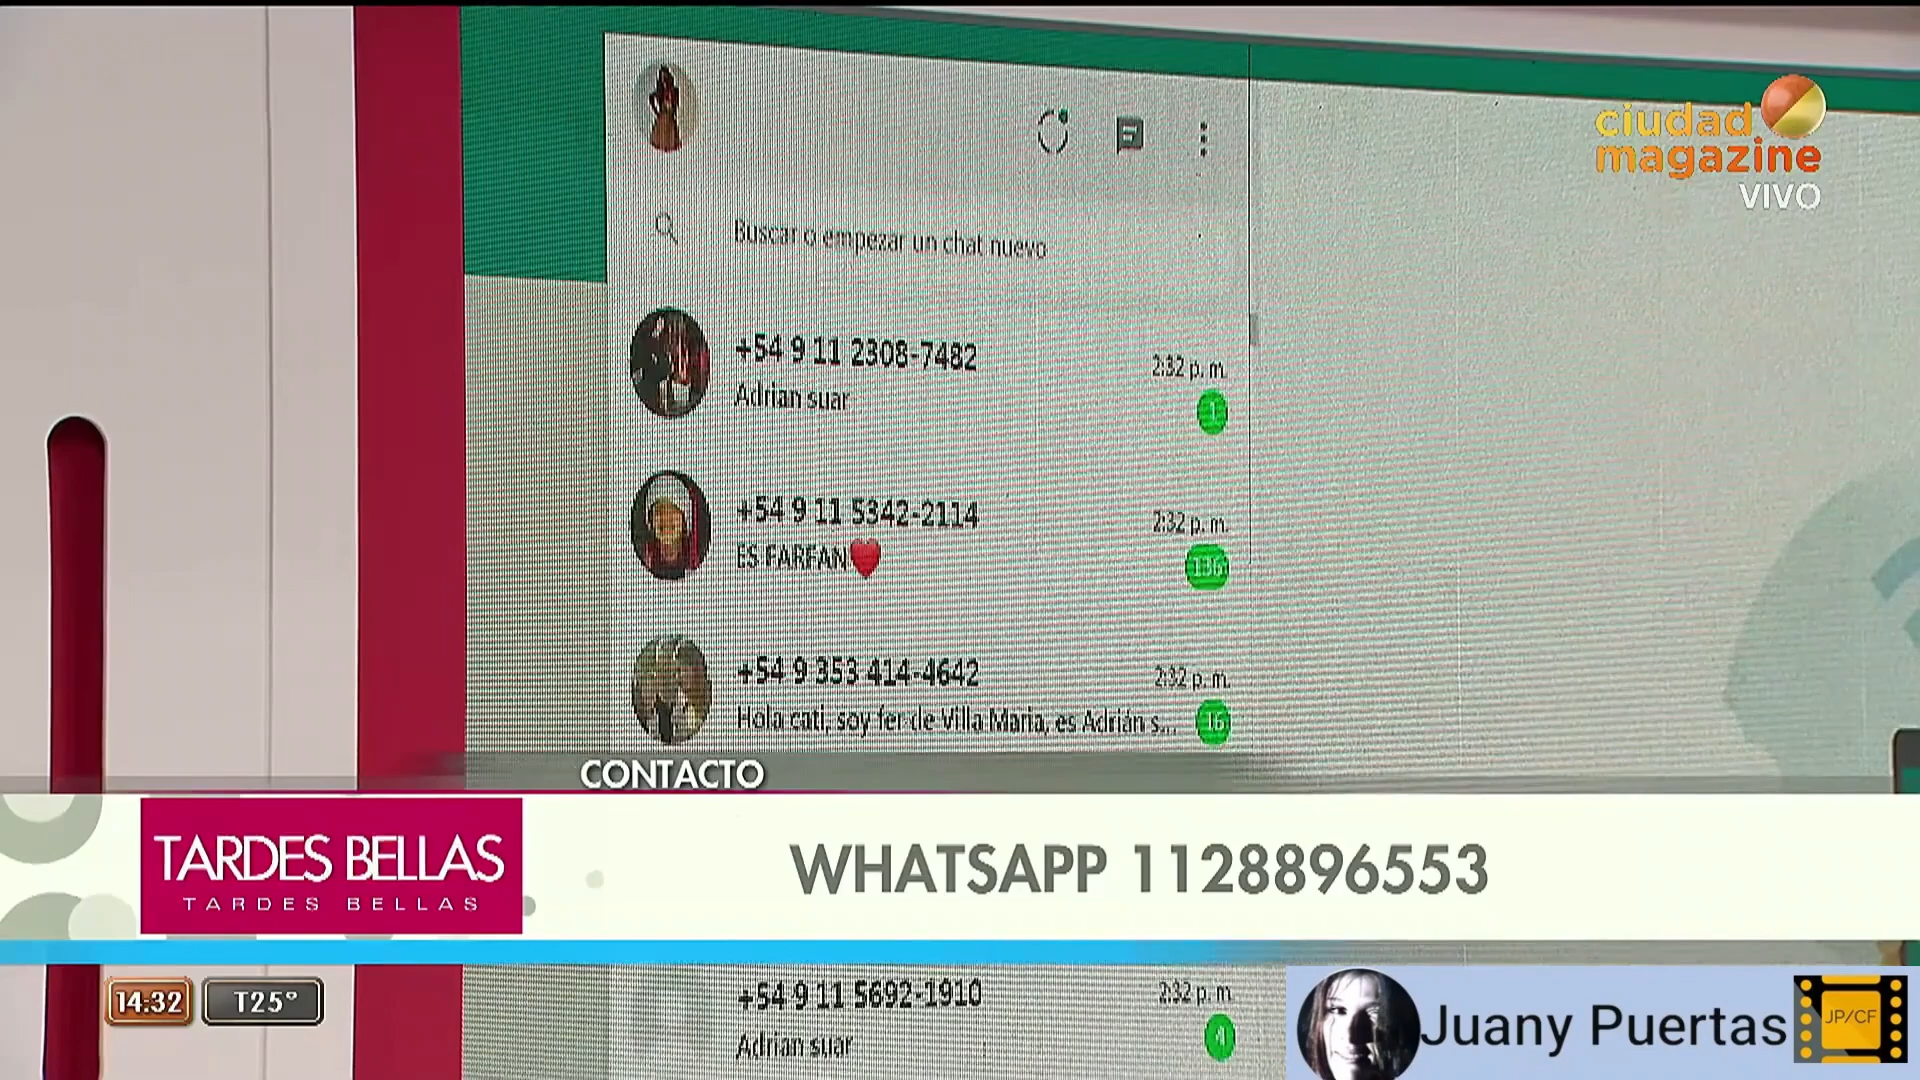 ciudad
magazine
VIVO
Buscar o empezar un chat nuevo
+54 9 11 2308-7482
2:32 p. m.
Adrian suar
1
+54 9 11 5342-2114
2:32 p. m.
ES FARFAN❤️
136
+54 9 353 414-4642
2:32 p. m.
Hola cati, soy fer de Villa Maria, es Adrián s...
16
CONTACTO
TARDES BELLAS
TARDES BELLAS
WHATSAPP 1128896553
+54 9 11 5692-1910
2:32 p. m.
Adrian suar
4
14:32
T25°
Juany Puertas
JP/CF